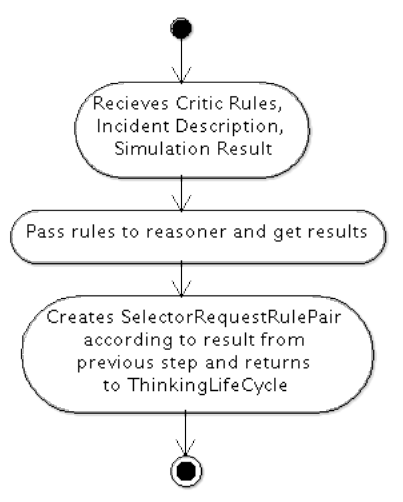 Recieves Critic Rules,
Incident Description,
Simulation Result
Pass rules to reasoner and get results
Creates SelectorRequestRulePair
according to result from
previous step and returns
to ThinkingLifeCycle